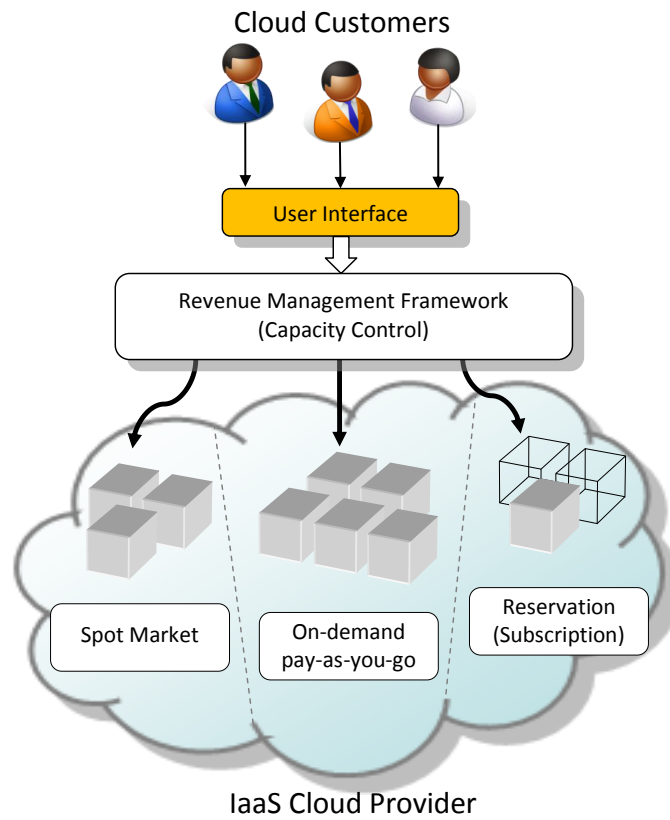 Cloud Customers
User Interface
Revenue Management Framework
(Capacity Control)
Spot Market
On-demand
pay-as-you-go
Reservation
(Subscription)
IaaS Cloud Provider